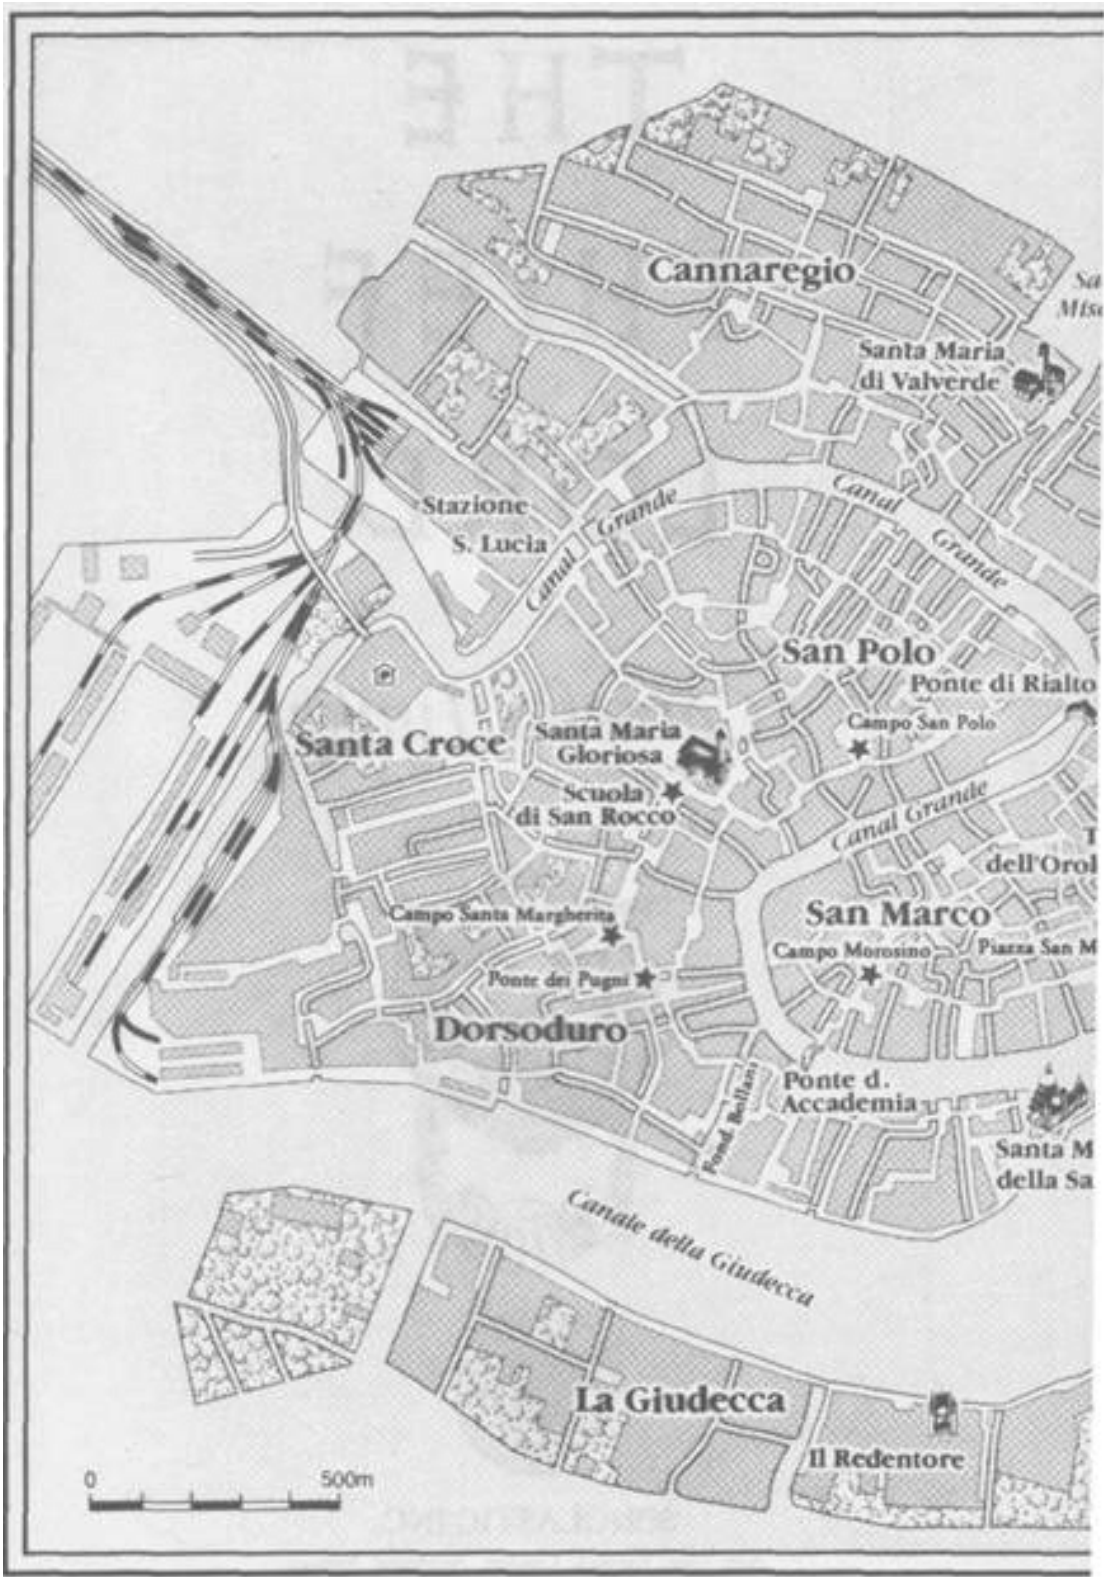 Cannaregio
Sa
Mise
Santa Maria
di Valverde
Stazione
S. Lucia
Canal Grande
Canal
Grande
San Polo
Ponte di Rialto
Campo San Polo
P
Santa Croce
Santa Maria
Gloriosa
Scuola
di San Rocco
Canal Grande
T
dell'Orol
San Marco
Campo Santa Margherita
Campo Morosino
Piazza San M
Ponte dei Pugni
Dorsoduro
Ponte d.
Accademia
Fond. Bollani
Santa M
della Sa
Canale della Giudecca
La Giudecca
Il Redentore
0 500m